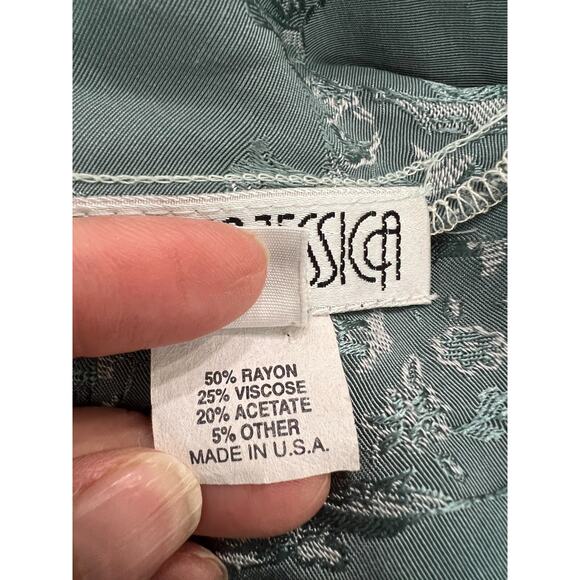 JESSICA
50% RAYON
25% VISCOSE
20% ACETATE
5% OTHER
MADE IN U.S.A.